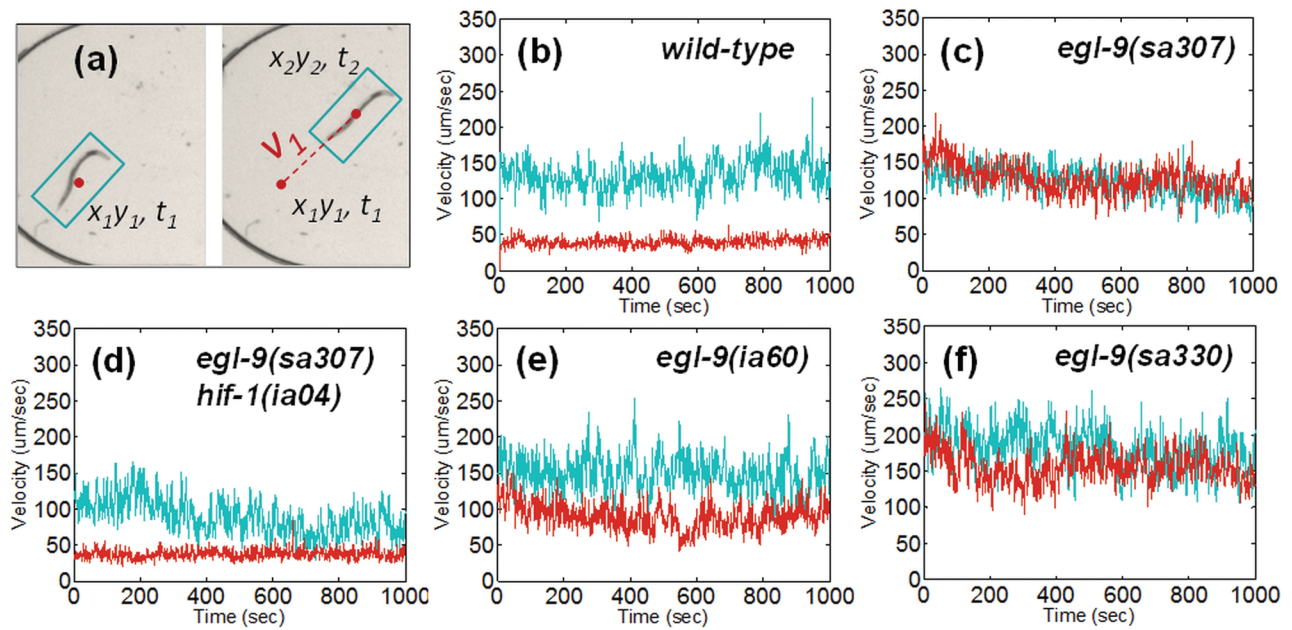 (a)
x1y1, t1
x2y2, t2
V1
x1y1, t1
(b) wild-type
350
300
250
200
150
100
50
0
Velocity (um/sec)
0 200 400 600 800 1000
Time (sec)
(c) egl-9(sa307)
350
300
250
200
150
100
50
0
Velocity (um/sec)
0 200 400 600 800 1000
Time (sec)
(d) egl-9(sa307)
hif-1(ia04)
350
300
250
200
150
100
50
0
Velocity (um/sec)
0 200 400 600 800 1000
Time (sec)
(e) egl-9(ia60)
350
300
250
200
150
100
50
0
Velocity (um/sec)
0 200 400 600 800 1000
Time (sec)
(f) egl-9(sa330)
350
300
250
200
150
100
50
0
Velocity (um/sec)
0 200 400 600 800 1000
Time (sec)